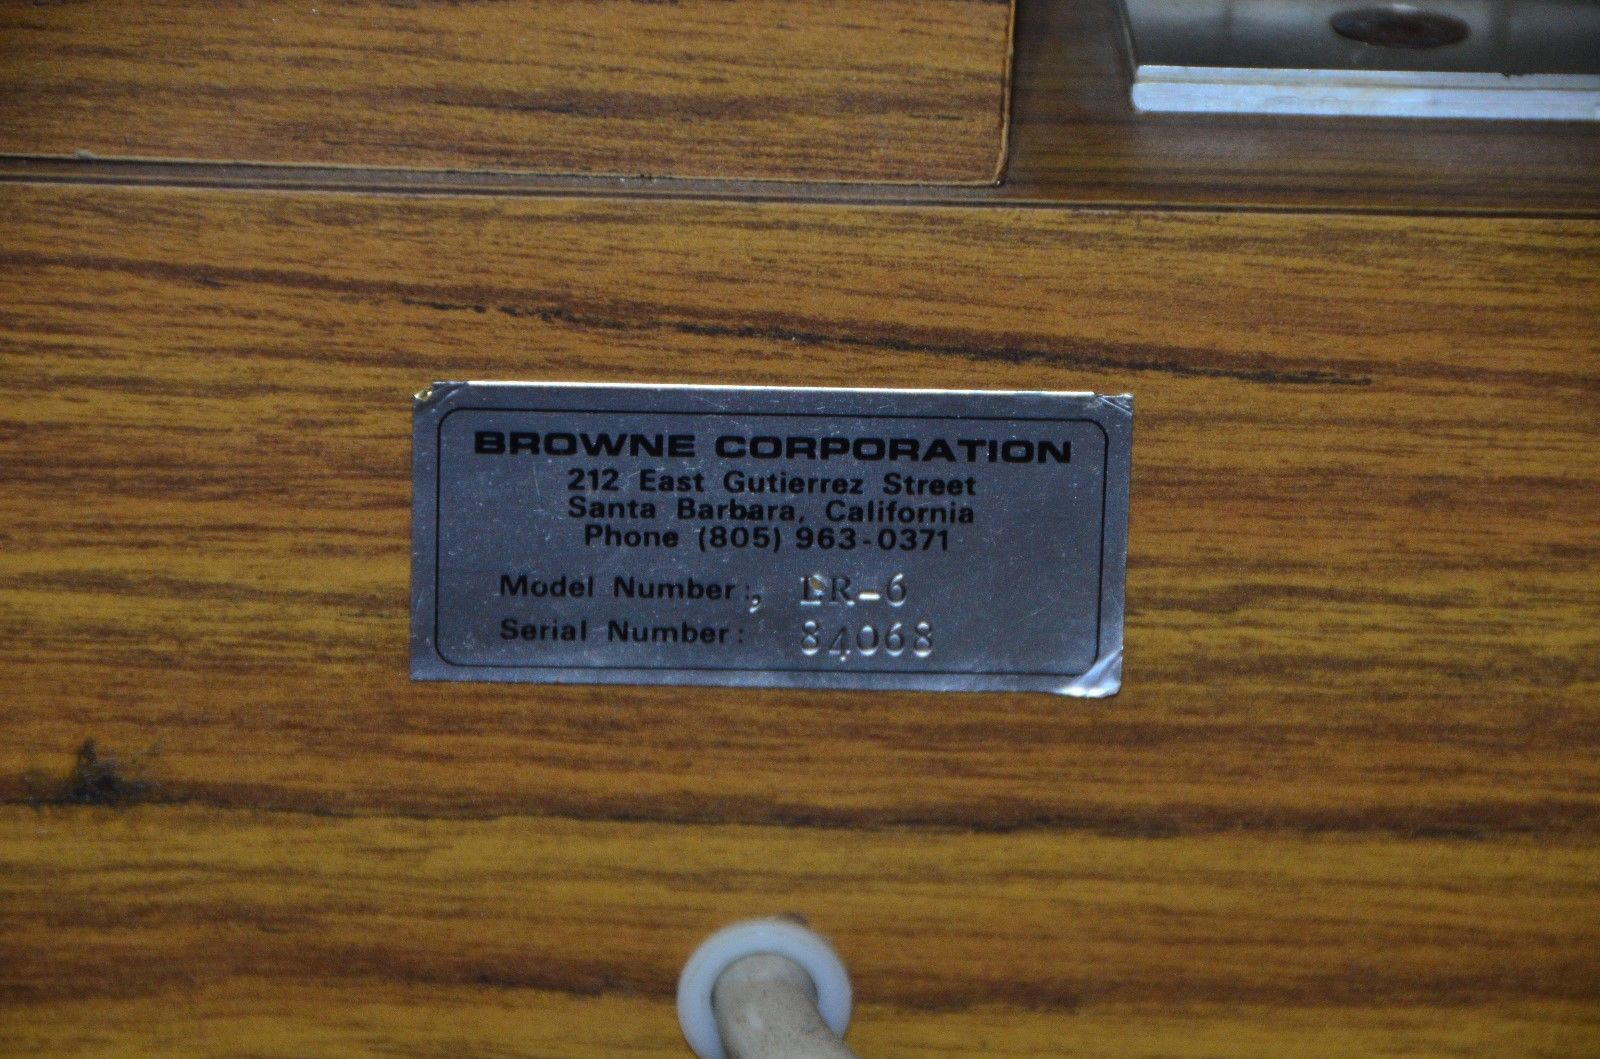 BROWNE CORPORATION
212 East Gutierrez Street
Santa Barbara, California
Phone (805) 963-0371
Model Number:,
Serial Number: 84068